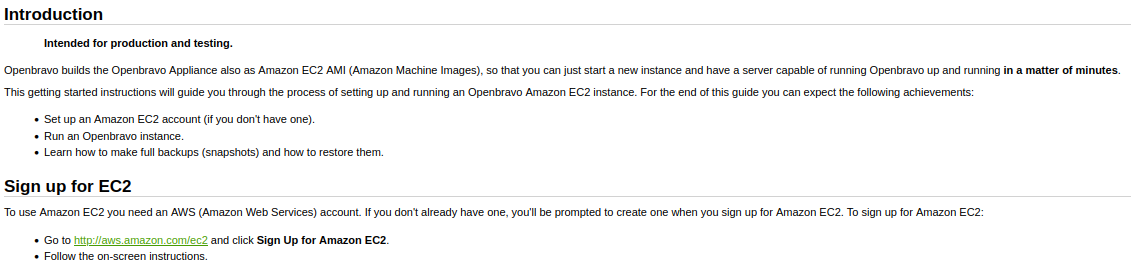 Introduction
Intended for production and testing.
Openbravo builds the Openbravo Appliance also as Amazon EC2 AMI (Amazon Machine Images), so that you can just start a new instance and have a server capable of running Openbravo up and running in a matter of minutes.
This getting started instructions will guide you through the process of setting up and running an Openbravo Amazon EC2 instance. For the end of this guide you can expect the following achievements:
• Set up an Amazon EC2 account (if you don't have one).
• Run an Openbravo instance.
• Learn how to make full backups (snapshots) and how to restore them.
Sign up for EC2
To use Amazon EC2 you need an AWS (Amazon Web Services) account. If you don't already have one, you'll be prompted to create one when you sign up for Amazon EC2. To sign up for Amazon EC2:
• Go to http://aws.amazon.com/ec2 and click Sign Up for Amazon EC2.
• Follow the on-screen instructions.